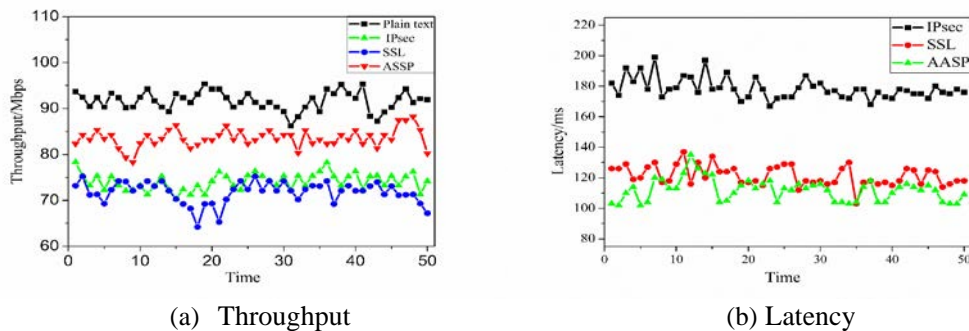 (a)
110
100
90
80
70
60
Throughput/Mbps
0
10
20
30
40
50
Time
Plain text
IPsec
SSL
ASSP
(b)
200
180
160
140
120
100
80
Latency/ms
0
10
20
30
40
50
Time
IPsec
SSL
AASP
(a) Throughput
(b) Latency